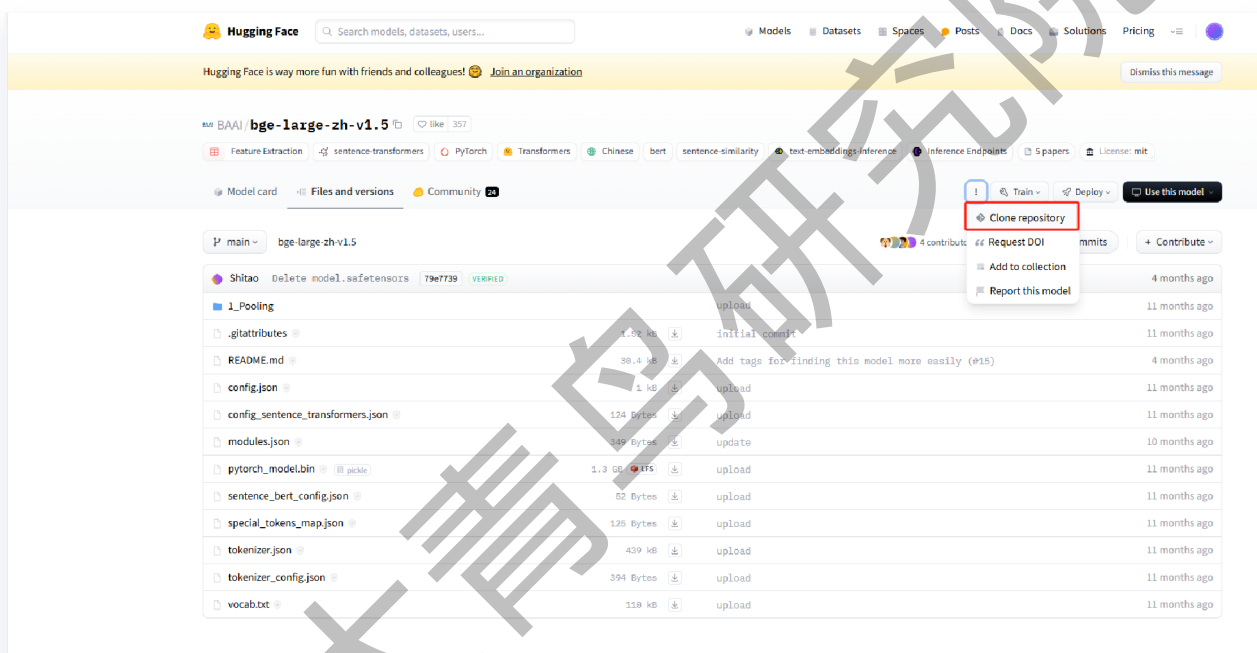 Hugging Face Search models, datasets, users... Models Datasets Spaces Posts Docs Solutions Pricing
Hugging Face is way more fun with friends and colleagues! Join an organization Dismiss this message
BAAI/bge-large-zh-v1.5 like 357
Feature Extraction sentence-transformers PyTorch Transformers Chinese bert sentence-similarity text-embeddings-inference Inference Endpoints 5 papers License: mit
Model card Files and versions Community 24 Train Deploy Use this model
Clone repository
main bge-large-zh-v1.5 4 contributo Request DOI mmits + Contribute
Add to collection
Shitao Delete model.safetensors 79e7739 VERIFIED 4 months ago
Report this model
1_Pooling upload 11 months ago
.gitattributes 1.52 kB initial commit 11 months ago
README.md 30.4 kB Add tags for finding this model more easily (#15) 4 months ago
config.json 1 kB upload 11 months ago
config_sentence_transformers.json 124 Bytes upload 11 months ago
modules.json 349 Bytes update 10 months ago
pytorch_model.bin pickle 1.3 GB LFS upload 11 months ago
sentence_bert_config.json 52 Bytes upload 11 months ago
special_tokens_map.json 125 Bytes upload 11 months ago
tokenizer.json 439 kB upload 11 months ago
tokenizer_config.json 394 Bytes upload 11 months ago
vocab.txt 110 kB upload 11 months ago
青鸟研究院